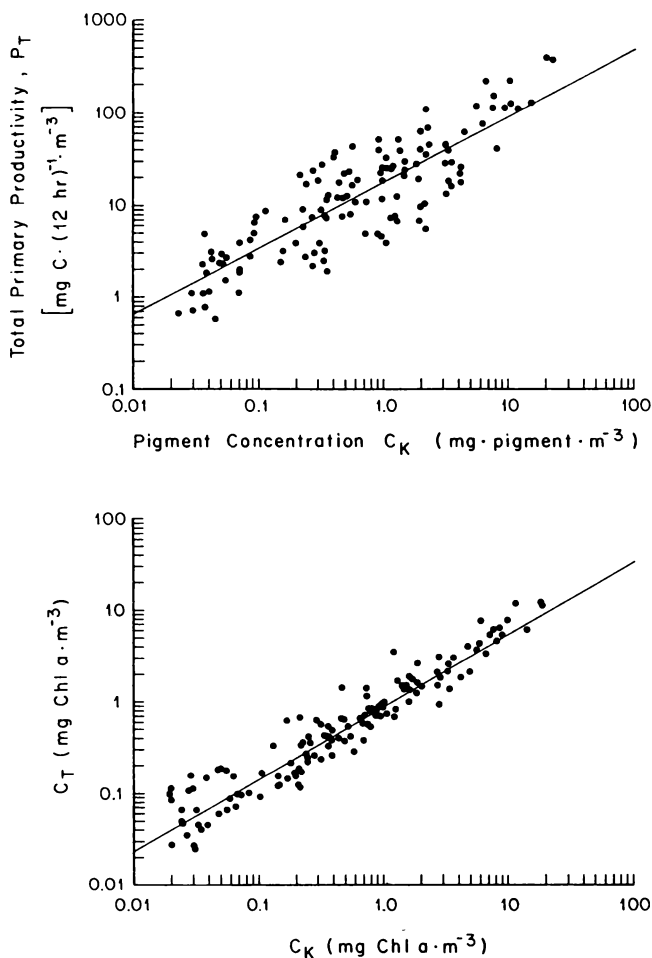 1000
100
10
1
0.1
Total Primary Productivity, P_T
[mg C · (12 hr)⁻¹ · m⁻³]
0.01 0.1 1.0 10 100
Pigment Concentration C_K (mg · pigment · m⁻³)
100
10
1
0.1
0.01
C_T (mg Chl a · m⁻³)
0.01 0.1 1.0 10 100
C_K (mg Chl a · m⁻³)